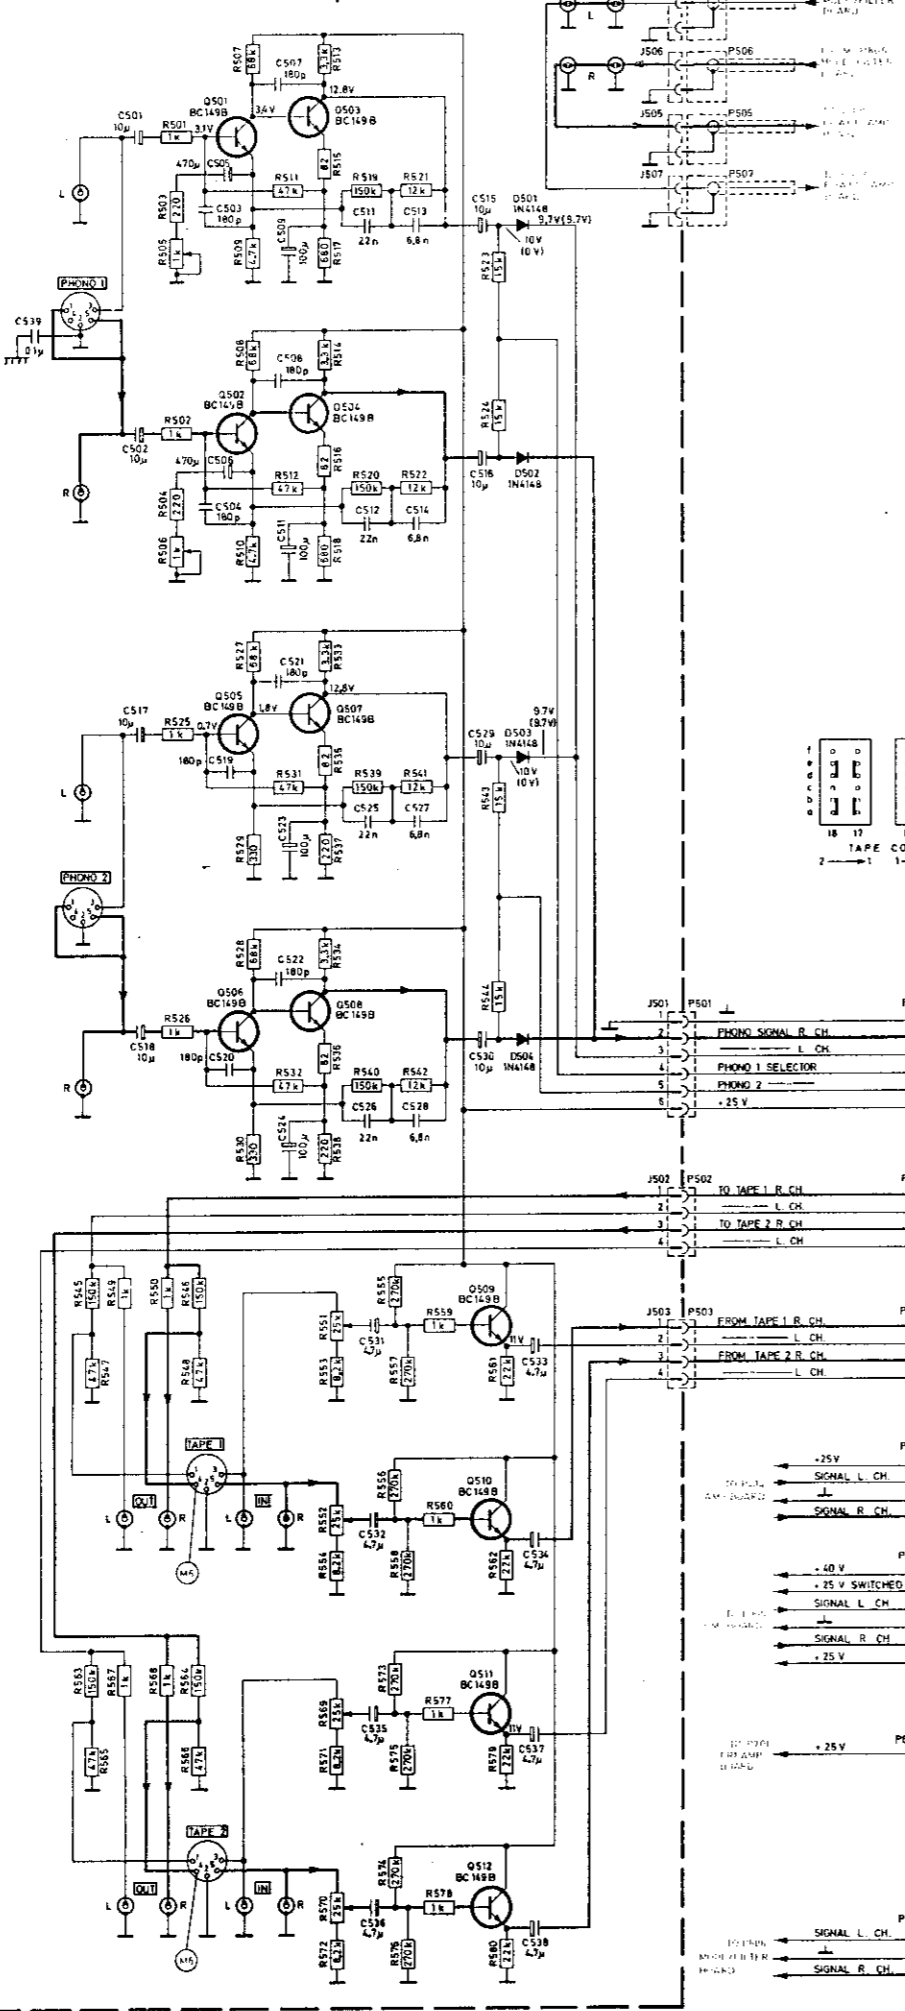 L
R
J506
P506
J505
P505
J507
P507
R507
68k
C507
180p
R513
3,3k
12.8V
Q501
BC149B
3,4V
Q503
BC149B
C501
10µ
R501
1k
3,1V
470µ
C505
R515
82
R511
47k
R519
150k
R521
12k
L
R503
220
C503
180p
C509
100µ
C511
22n
C513
6,8n
C515
10µ
D501
1N4148
9,7V(9,7V)
10V
(0V)
R505
1k
R509
4,7k
R517
680
R523
15k
PHONO 1
C539
0,1µ
R508
68k
C508
180p
R514
3,3k
Q502
BC149B
BC149B
R502
1k
C502
10µ
470µ
C506
R516
82
R524
15k
R512
47k
R520
150k
R522
12k
C516
10µ
D502
1N4148
R
R504
220
C504
180p
C511
100µ
C512
22n
C514
6,8n
R506
1k
R510
4,7k
R518
680
R527
68k
C521
180p
R533
3,3k
12,8V
Q505
BC149B
1,8V
Q507
BC149B
C517
10µ
R525
1k
0,7V
180p
C519
R535
82
C529
10µ
D503
1N4148
9.7V
(9.7V)
10V
(0V)
R531
47k
R539
150k
R541
12k
L
R529
330
C523
100µ
R537
220
C525
22n
C527
6,8n
R543
15k
f
e
d
c
b
a
18 17
TAPE CO
2 1
PHONO 2
R528
68k
C522
180p
R534
3,3k
Q506
BC149B
Q508
BC149B
R526
1k
C518
10µ
180p
C520
R536
82
R544
15k
R532
47k
R540
150k
R542
12k
C530
10µ
D504
1N4148
R
R530
330
C524
100µ
R538
220
C526
22n
C528
6,8n
J501
P501
1
2
PHONO SIGNAL R. CH.
3
L CH.
4
PHONO 1 SELECTOR
5
PHONO 2
6
+25V
J502
P502
1
TO TAPE 1 R. CH
2
L. CH.
3
TO TAPE 2 R. CH
4
L. CH
R545
150k
R549
1k
R550
1k
R546
150k
R547
47k
R548
47k
R551
25k
R553
8,2k
C531
4,7µ
R555
270k
R557
270k
R559
1k
Q509
BC149B
11V
R561
22k
C533
4,7µ
J503
P503
1
FROM TAPE 1 R. CH.
2
L CH.
3
FROM TAPE 2 R. CH.
4
L CH.
TAPE 1
OUT
IN
L
R
L
R
M5
R552
25k
R554
8,2k
C532
4,7µ
R556
270k
R558
270k
R560
1k
Q510
BC149B
R562
22k
C534
4,7µ
+25V
SIGNAL L. CH.
SIGNAL R. CH.
+40 V
+25 V SWITCHED
SIGNAL L CH
SIGNAL R CH
+25 V
R563
150k
R567
1k
R568
1k
R564
150k
R565
47k
R566
47k
R569
25k
R571
8,2k
C535
4,7µ
R573
270k
R575
270k
R577
1k
Q511
BC149B
11V
R579
22k
C537
4,7µ
+25V
TAPE 2
OUT
IN
L
R
L
R
M6
R570
25k
R572
8,2k
C536
4,7µ
R574
270k
R576
270k
R578
1k
Q512
BC149B
R580
22k
C538
4,7µ
SIGNAL L. CH.
SIGNAL R. CH.